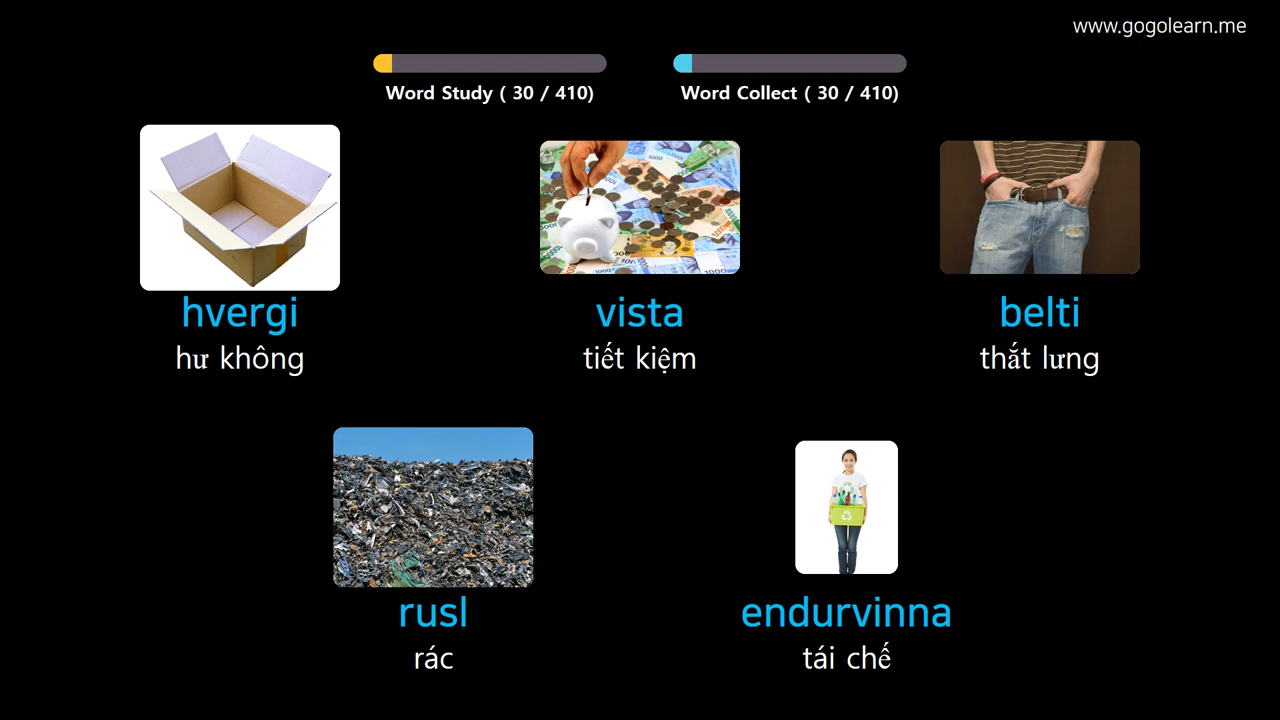 www.gogolearn.me
Word Study ( 30 / 410)
Word Collect ( 30 / 410)
hvergi
hư không
vista
tiết kiệm
belti
thắt lưng
rusl
rác
endurvinna
tái chế